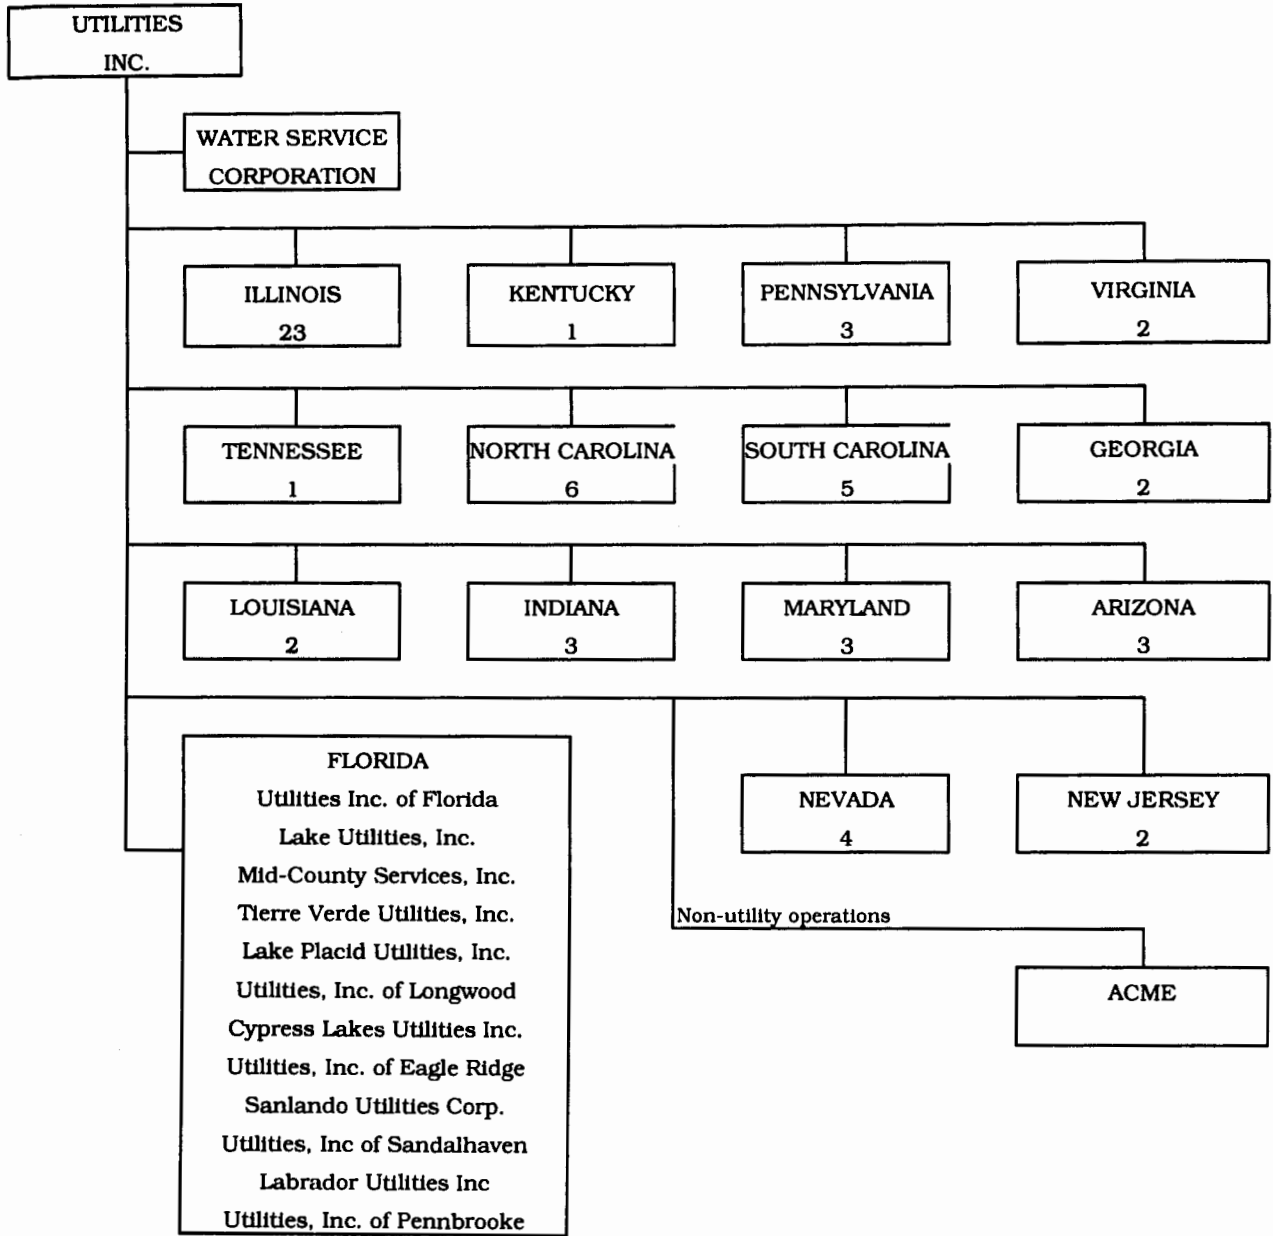 UTILITIES
INC.
WATER SERVICE
CORPORATION
ILLINOIS
23
KENTUCKY
1
PENNSYLVANIA
3
VIRGINIA
2
TENNESSEE
1
NORTH CAROLINA
6
SOUTH CAROLINA
5
GEORGIA
2
LOUISIANA
2
INDIANA
3
MARYLAND
3
ARIZONA
3
FLORIDA
Utilities Inc. of Florida
Lake Utilities, Inc.
Mid-County Services, Inc.
Tierre Verde Utilities, Inc.
Lake Placid Utilities, Inc.
Utilities, Inc. of Longwood
Cypress Lakes Utilities Inc.
Utilities, Inc. of Eagle Ridge
Sanlando Utilities Corp.
Utilities, Inc of Sandalhaven
Labrador Utilities Inc
Utilities, Inc. of Pennbrooke
NEVADA
4
NEW JERSEY
2
Non-utility operations
ACME